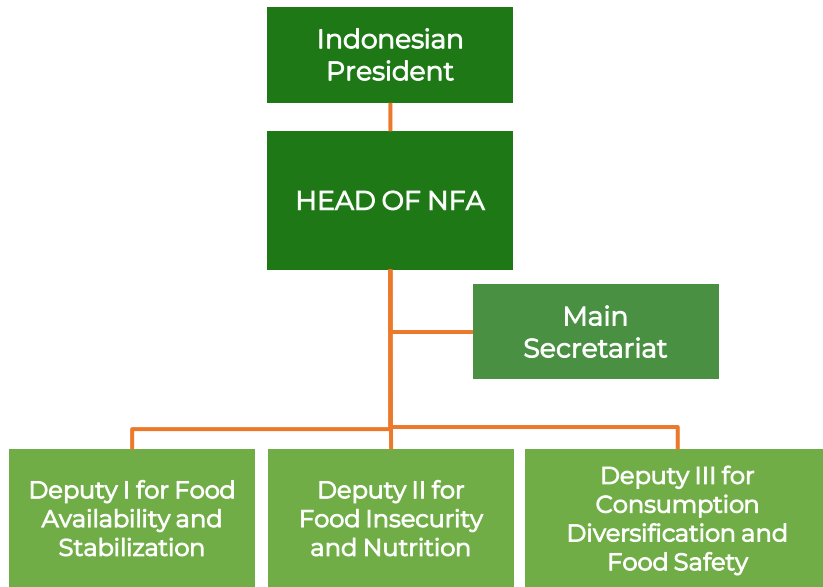 Indonesian
President
HEAD OF NFA
Main
Secretariat
Deputy I for Food
Availability and
Stabilization
Deputy II for
Food Insecurity
and Nutrition
Deputy III for
Consumption
Diversification and
Food Safety